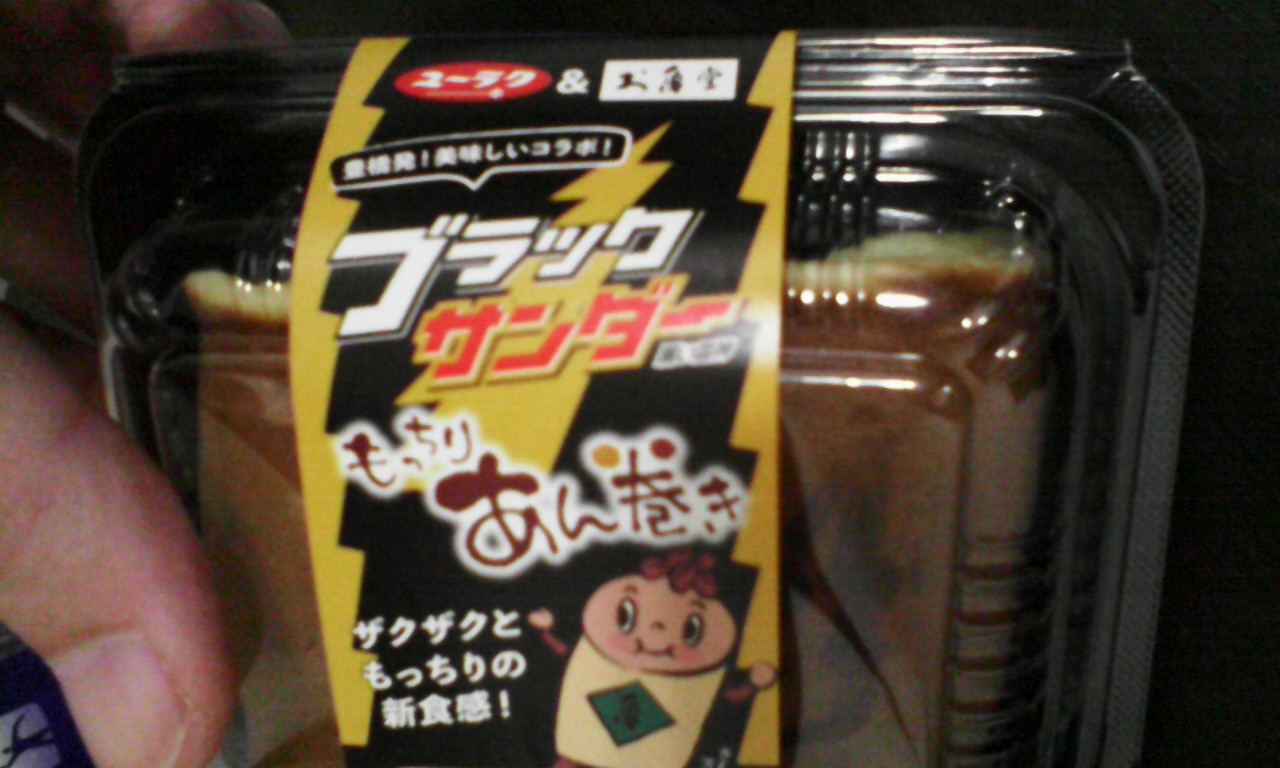 ユーラク & お亀堂
豊橋発！美味しいコラボ！
ブラック
サンダー
もっちり
あん巻き
ザクザクと
もっちりの
新食感！